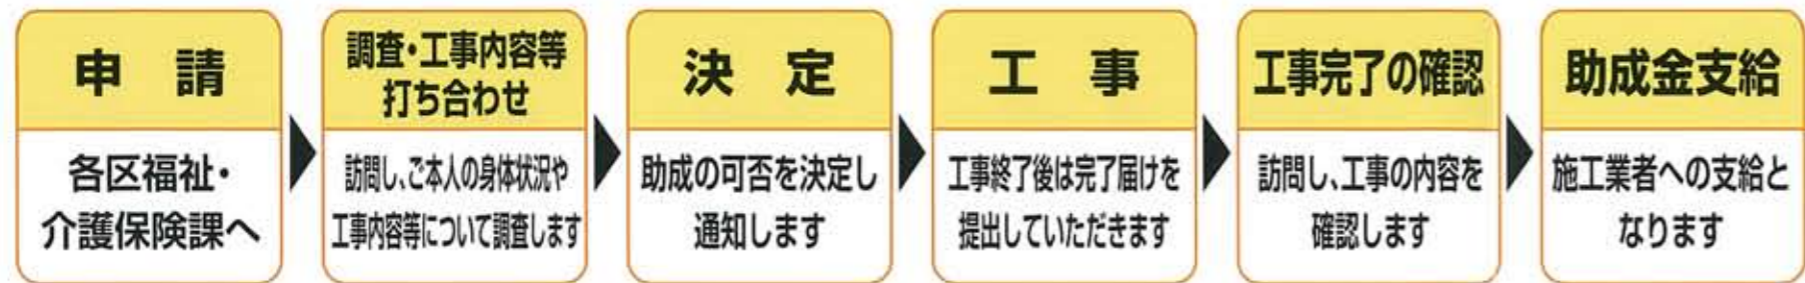 申 請
各区福祉・
介護保険課へ
調査・工事内容等
打ち合わせ
訪問し、ご本人の身体状況や
工事内容等について調査します
決 定
助成の可否を決定し
通知します
工 事
工事終了後は完了届けを
提出していただきます
工事完了の確認
訪問し、工事の内容を
確認します
助成金支給
施工業者への支給と
なります